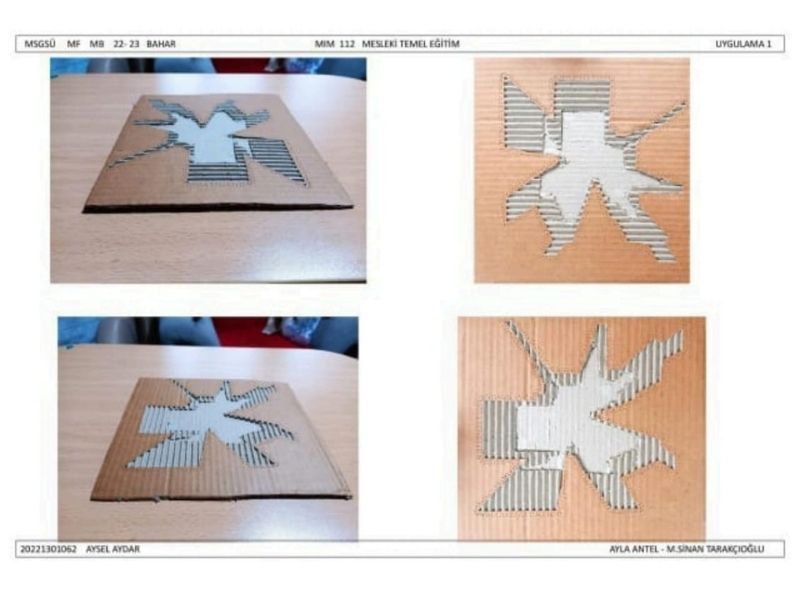 MSGSÜ MF MB 22-23 BAHAR MIM 112 MESLEKİ TEMEL EĞİTİM UYGULAMA 1
20221301062 AYSEL AYDAR AYLA ANTEL - M.SİNAN TARAKÇIOĞLU